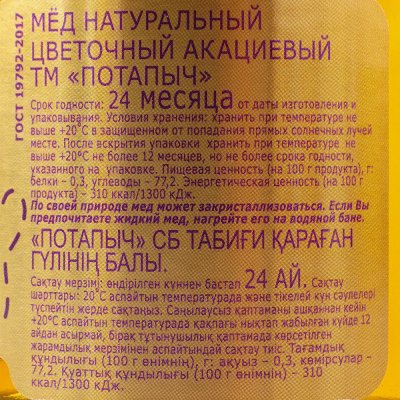 МЁД НАТУРАЛЬНЫЙ
ЦВЕТОЧНЫЙ АКАЦИЕВЫЙ
ТМ «ПОТАПЫЧ»
ГОСТ 19792-2017
Срок годности: 24 месяца от даты изготовления и
упаковывания. Условия хранения: хранить при температуре не
выше +20°С в защищенном от попадания прямых солнечных лучей
месте. После вскрытия упаковки хранить при температуре не
выше +20°С не более 12 месяцев, но не более срока годности,
указанного на упаковке. Пищевая ценность (на 100 г продукта), г:
белки – 0,3, углеводы – 77,2. Энергетическая ценность (на 100 г
продукта) – 310 ккал/1300 кДж.
По своей природе мед может закристаллизоваться. Если Вы
предпочитаете жидкий мед, нагрейте его на водяной бане.
«ПОТАПЫЧ» СБ ТАБИҒИ ҚАРАҒАН
ГҮЛІНІҢ БАЛЫ.
Сақтау мерзімі: өндірілген күннен бастап 24 АЙ. Сақтау
шарттары: 20°С аспайтын температурада және тікелей күн сәулелері
түспейтін жерде сақтаңыз. Саңылаусыз қаптаманы ашқаннан кейін
+20°С аспайтын температурада қақпағы нықтап жабылған күйде 12
айдан асырмай, бірақ тұтынушылық қаптамада көрсетілген
жарамдылық мерзімінен аспайтындай сақтау тиіс. Тағамдық
құндылығы (100 г өнімнің), г: ақуыз – 0,3, көмірсулар –
77,2. Қуаттық құндылығы (100 г өнімнің) – 310
ккал/1300 кДж.